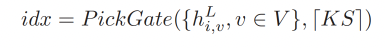 idx = PickGate({h^L_{i,v}, v ∈ V}, ⌈KS⌉)